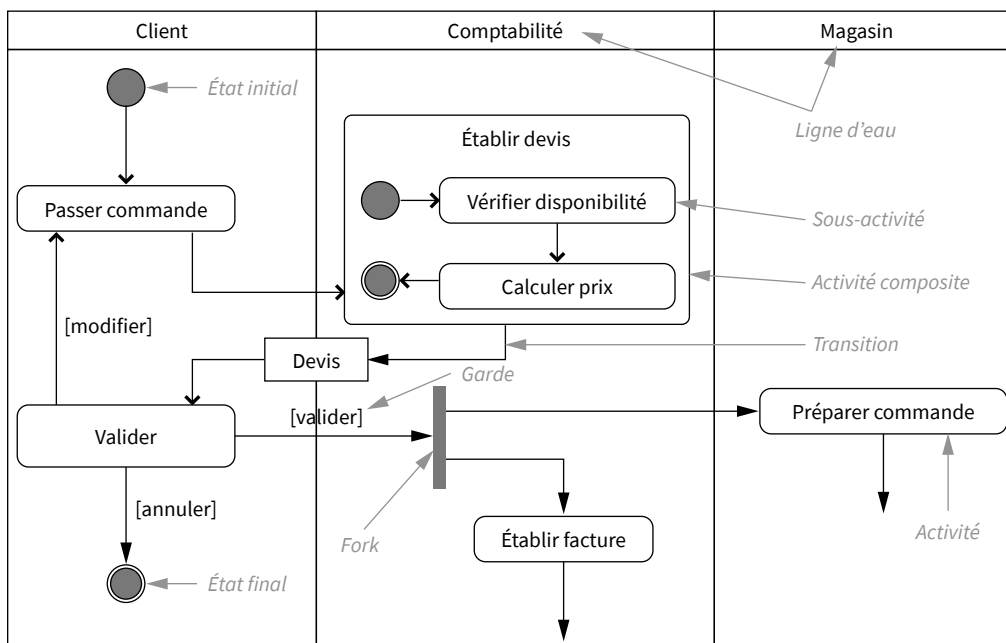 Client
Comptabilité
Magasin
État initial
Ligne d'eau
Établir devis
Passer commande
Vérifier disponibilité
Sous-activité
Calculer prix
Activité composite
[modifier]
Transition
Devis
Garde
[valider]
Préparer commande
Valider
[annuler]
Fork
Établir facture
Activité
État final